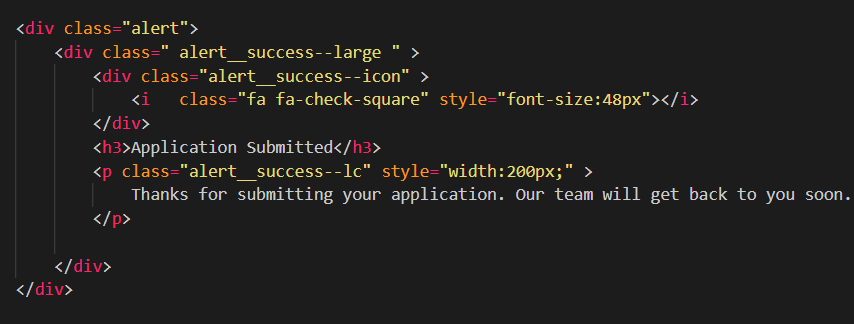 <div class="alert">
<div class=" alert__success--large " >
<div class="alert__success--icon" >
<i   class="fa fa-check-square" style="font-size:48px"></i>
</div>
<h3>Application Submitted</h3>
<p class="alert__success--lc" style="width:200px;" >
Thanks for submitting your application. Our team will get back to you soon.
</p>
</div>
</div>